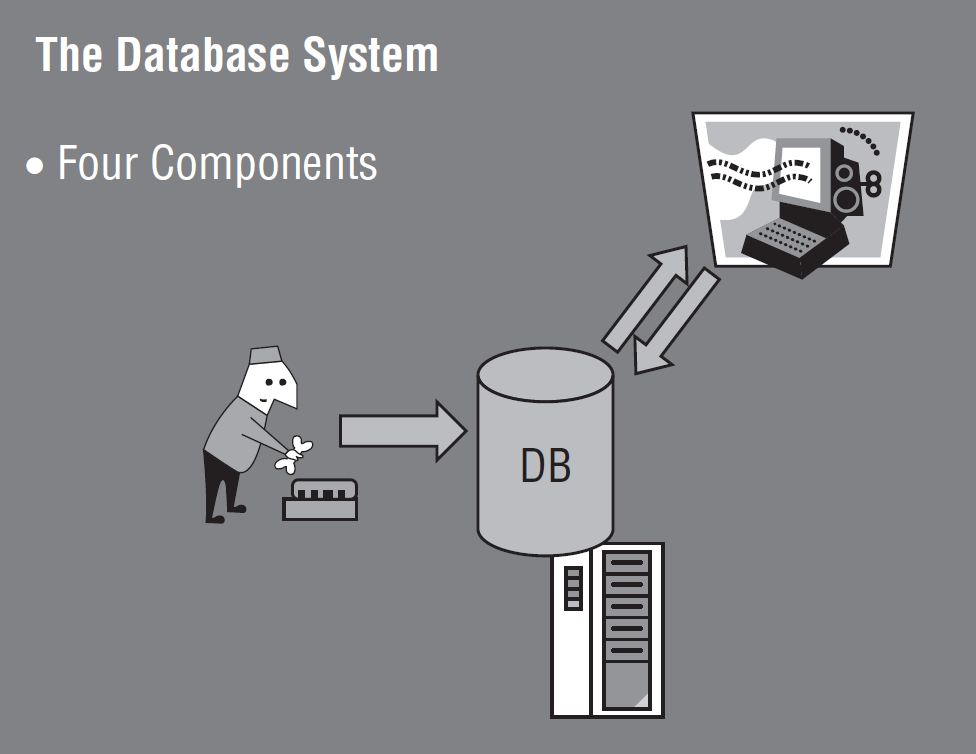 The Database System
• Four Components
DB